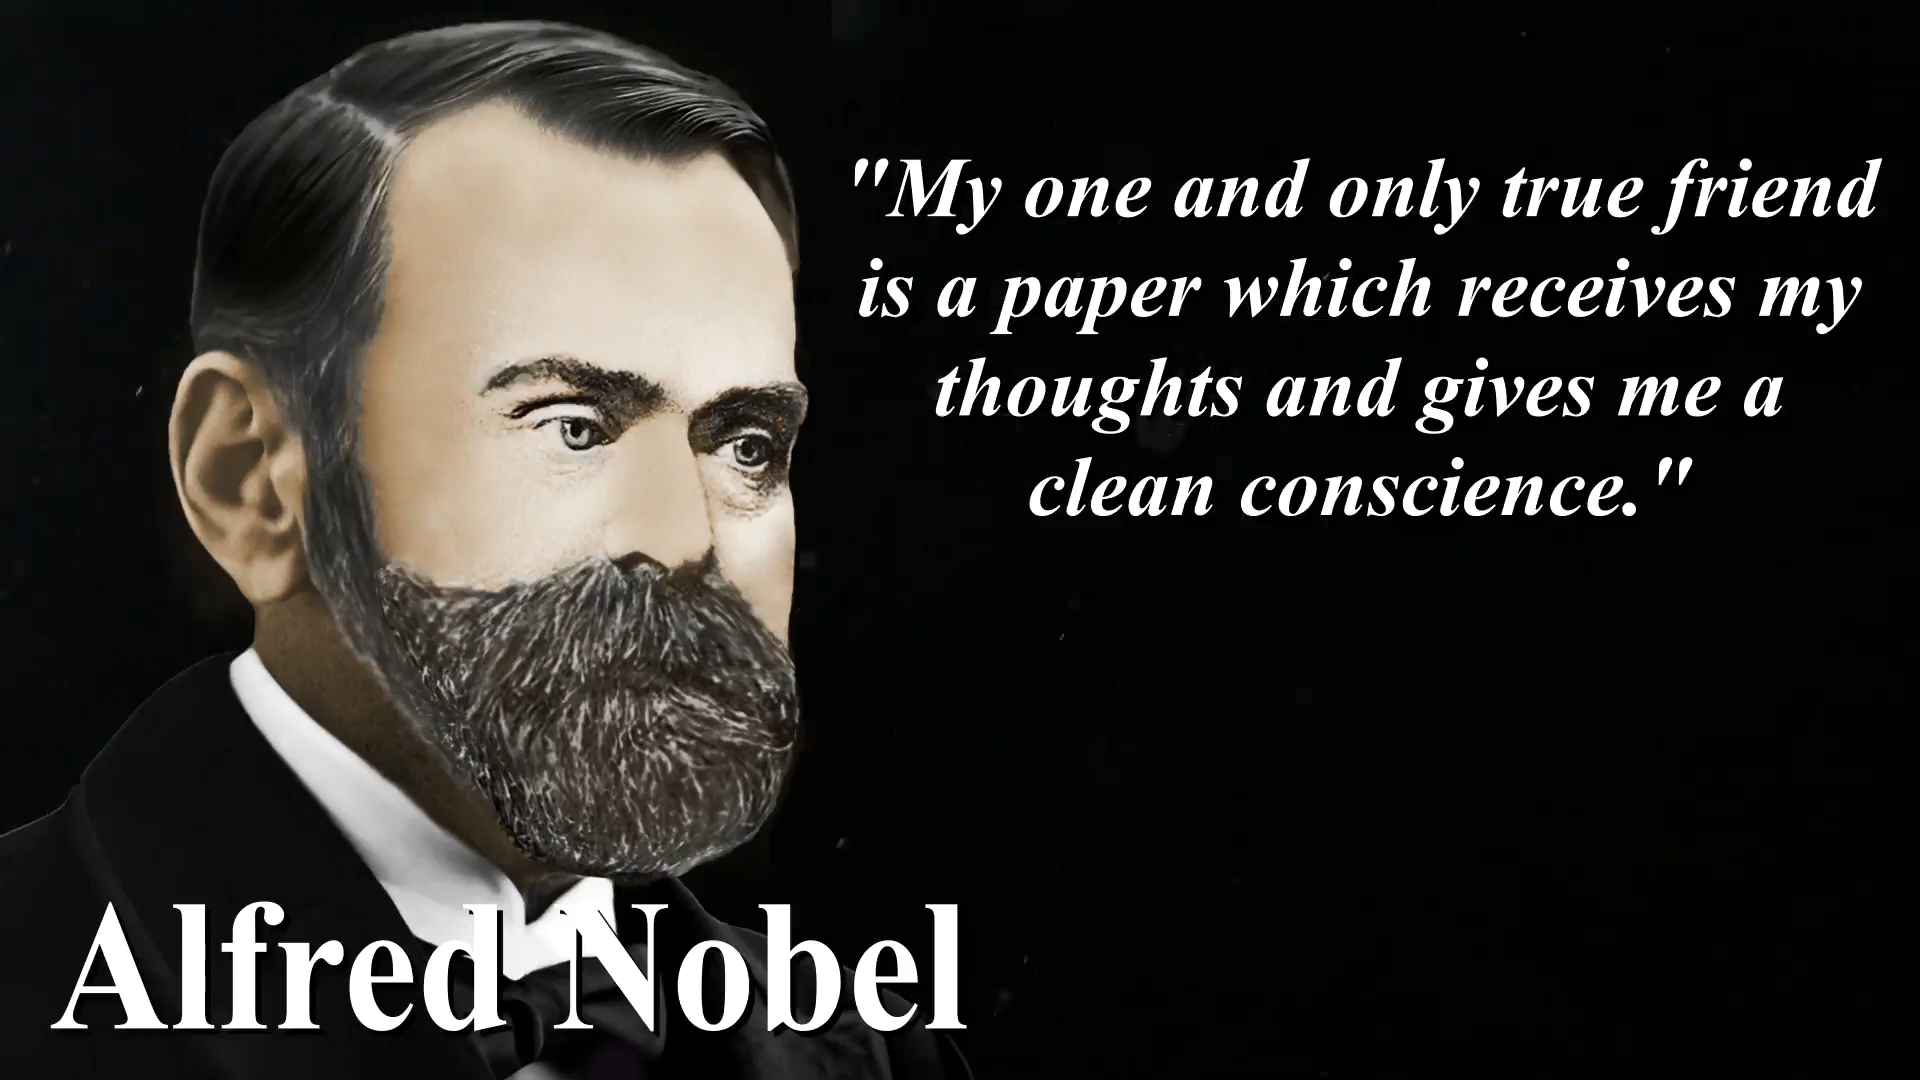 "My one and only true friend
is a paper which receives my
thoughts and gives me a
clean conscience."
Alfred Nobel